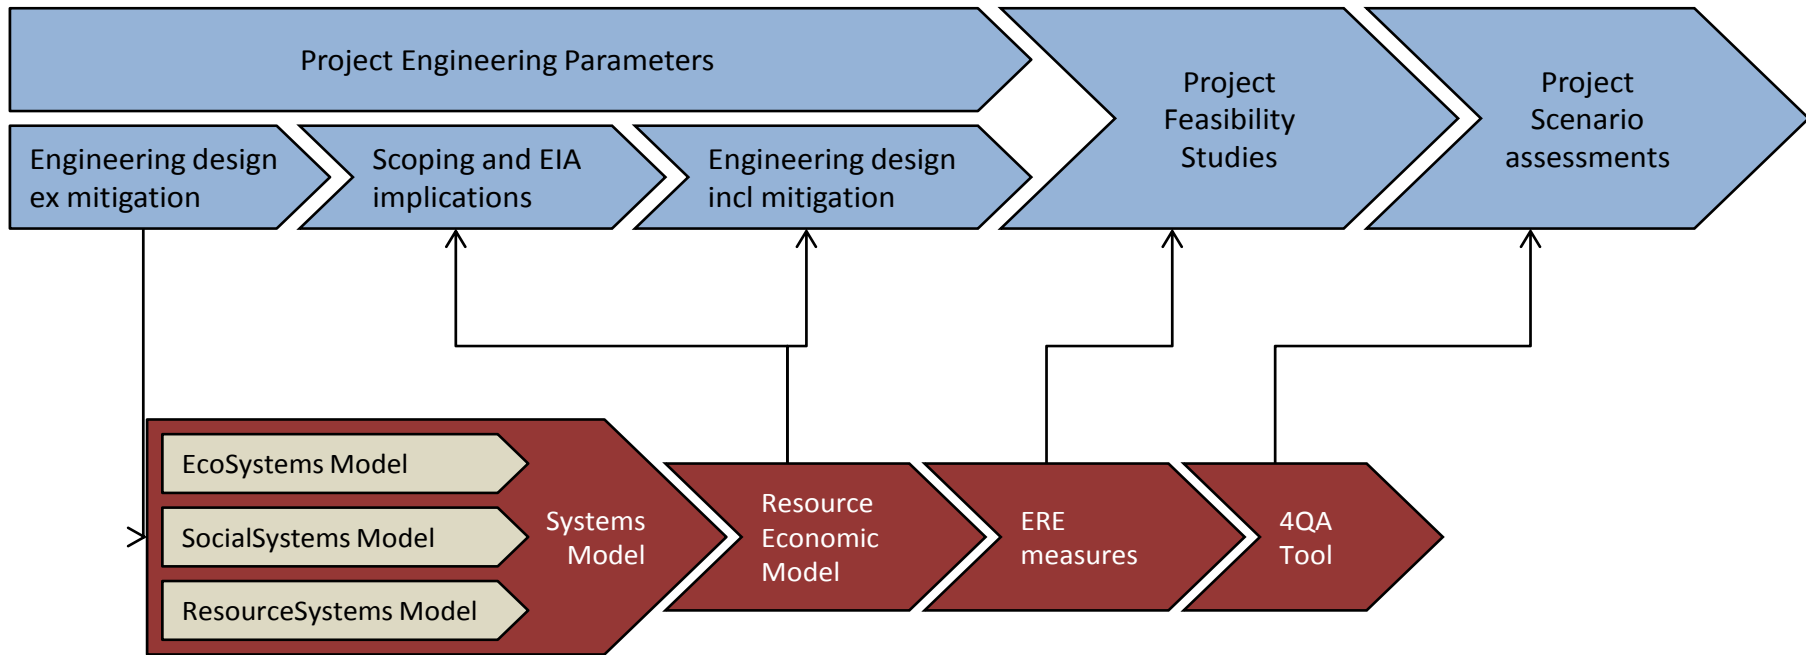 Project Engineering Parameters
Project
Feasibility
Studies
Project
Scenario
assessments
Engineering design
ex mitigation
Scoping and EIA
implications
Engineering design
incl mitigation
EcoSystems Model
SocialSystems Model
ResourceSystems Model
Systems
Model
Resource
Economic
Model
ERE
measures
4QA
Tool